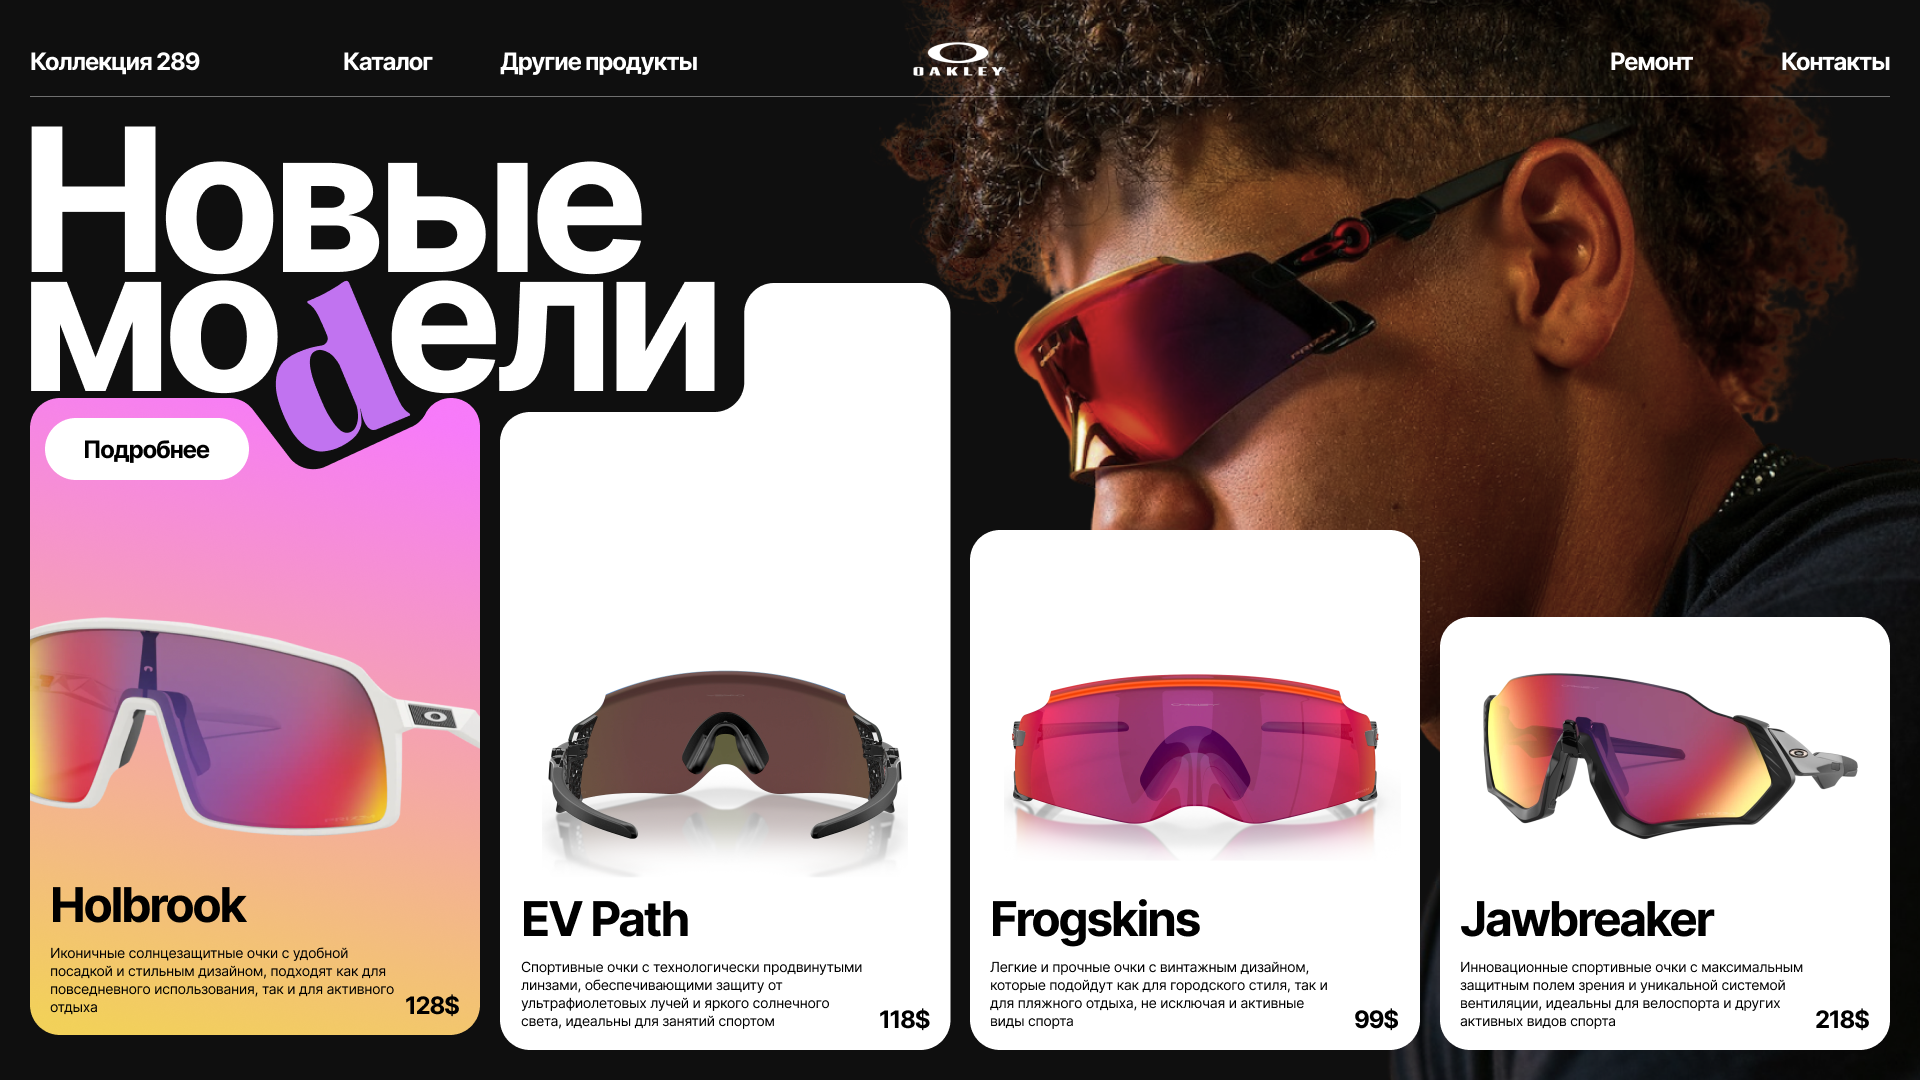 Коллекция 289
Каталог
Другие продукты
OAKLEY
Ремонт
Контакты
Новые
моdели
Подробнее
Holbrook
Иконичные солнцезащитные очки с удобной
посадкой и стильным дизайном, подходят как для
повседневного использования, так и для активного
отдыха
128$
EV Path
Спортивные очки с технологически продвинутыми
линзами, обеспечивающими защиту от
ультрафиолетовых лучей и яркого солнечного
света, идеальны для занятий спортом
118$
Frogskins
Легкие и прочные очки с винтажным дизайном,
которые подойдут как для городского стиля, так и
для пляжного отдыха, не исключая и активные
виды спорта
99$
Jawbreaker
Инновационные спортивные очки с максимальным
защитным полем зрения и уникальной системой
вентиляции, идеальны для велоспорта и других
активных видов спорта
218$